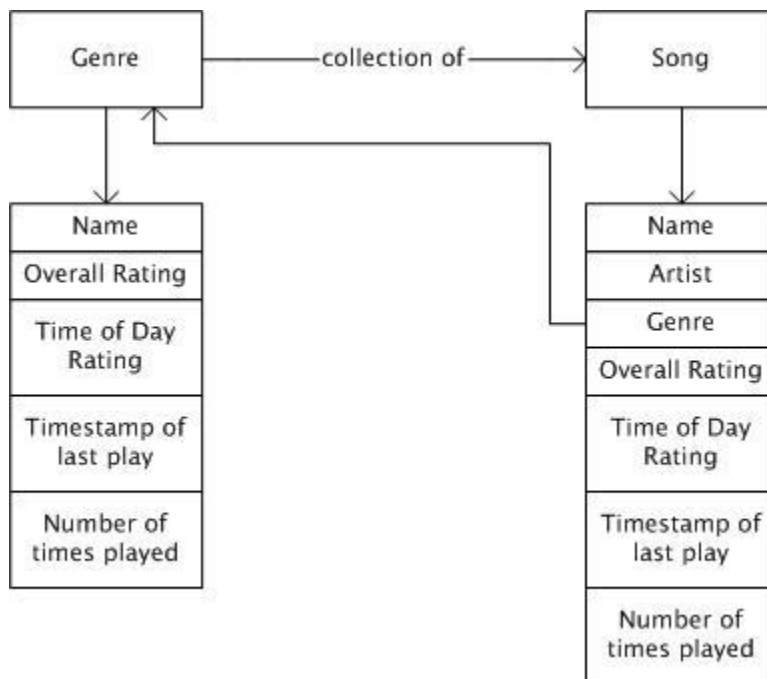 Genre
collection of
Song
Name
Overall Rating
Time of Day
Rating
Timestamp of
last play
Number of
times played
Name
Artist
Genre
Overall Rating
Time of Day
Rating
Timestamp of
last play
Number of
times played